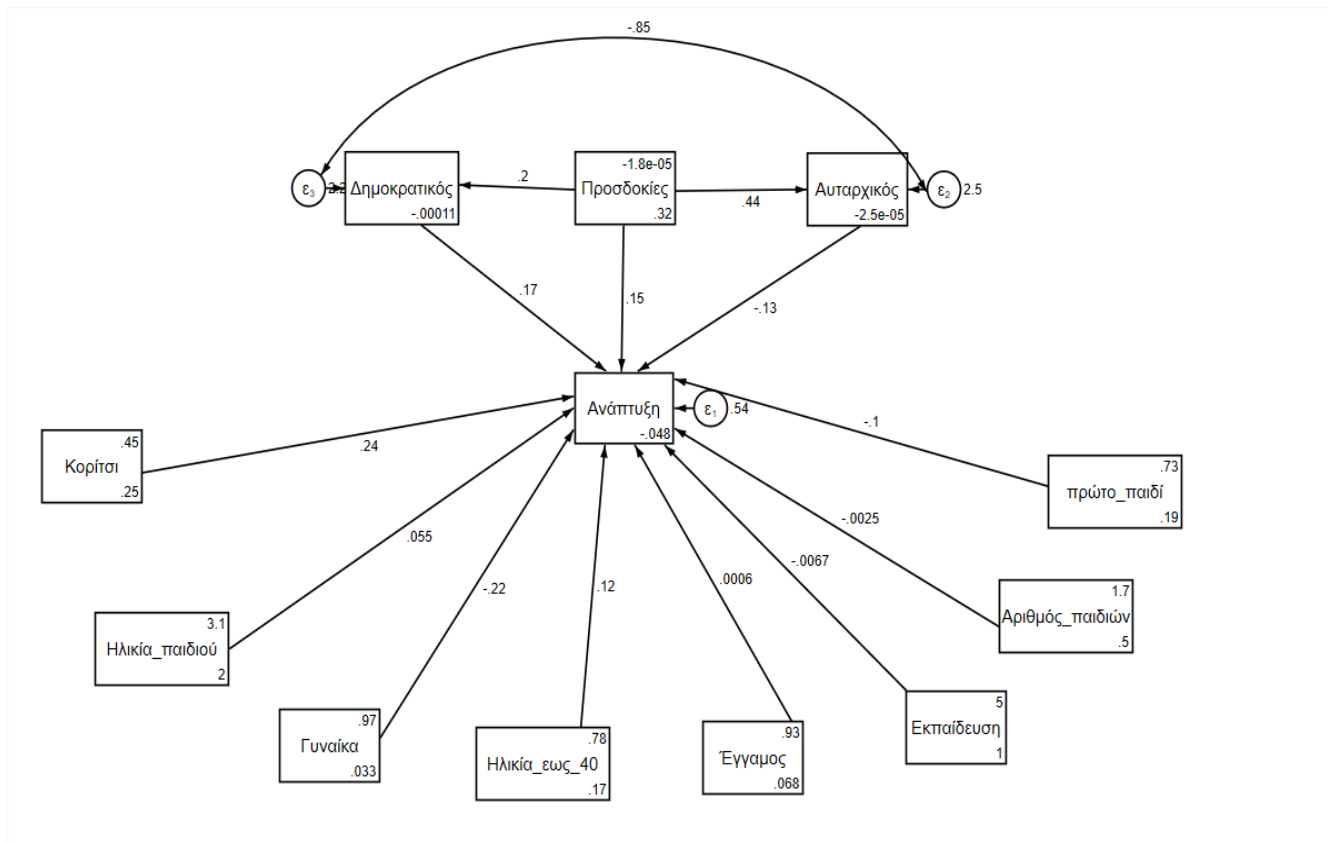 -.85
-1.8e-05
ε3
2.2
Δημοκρατικός
.2
Προσδοκίες
.44
Αυταρχικός
ε2
2.5
-.00011
.32
-2.5e-05
.17
.15
-.13
Ανάπτυξη
ε1
.54
-.048
-.1
.45
Κορίτσι
.25
.24
.73
πρώτο_παιδί
.19
-.0025
.055
-.0067
-.22
.12
.0006
1.7
Αριθμός_παιδιών
.5
3.1
Ηλικία_παιδιού
2
5
Εκπαίδευση
1
.97
Γυναίκα
.033
.78
Ηλικία_εως_40
.17
.93
Έγγαμος
.068